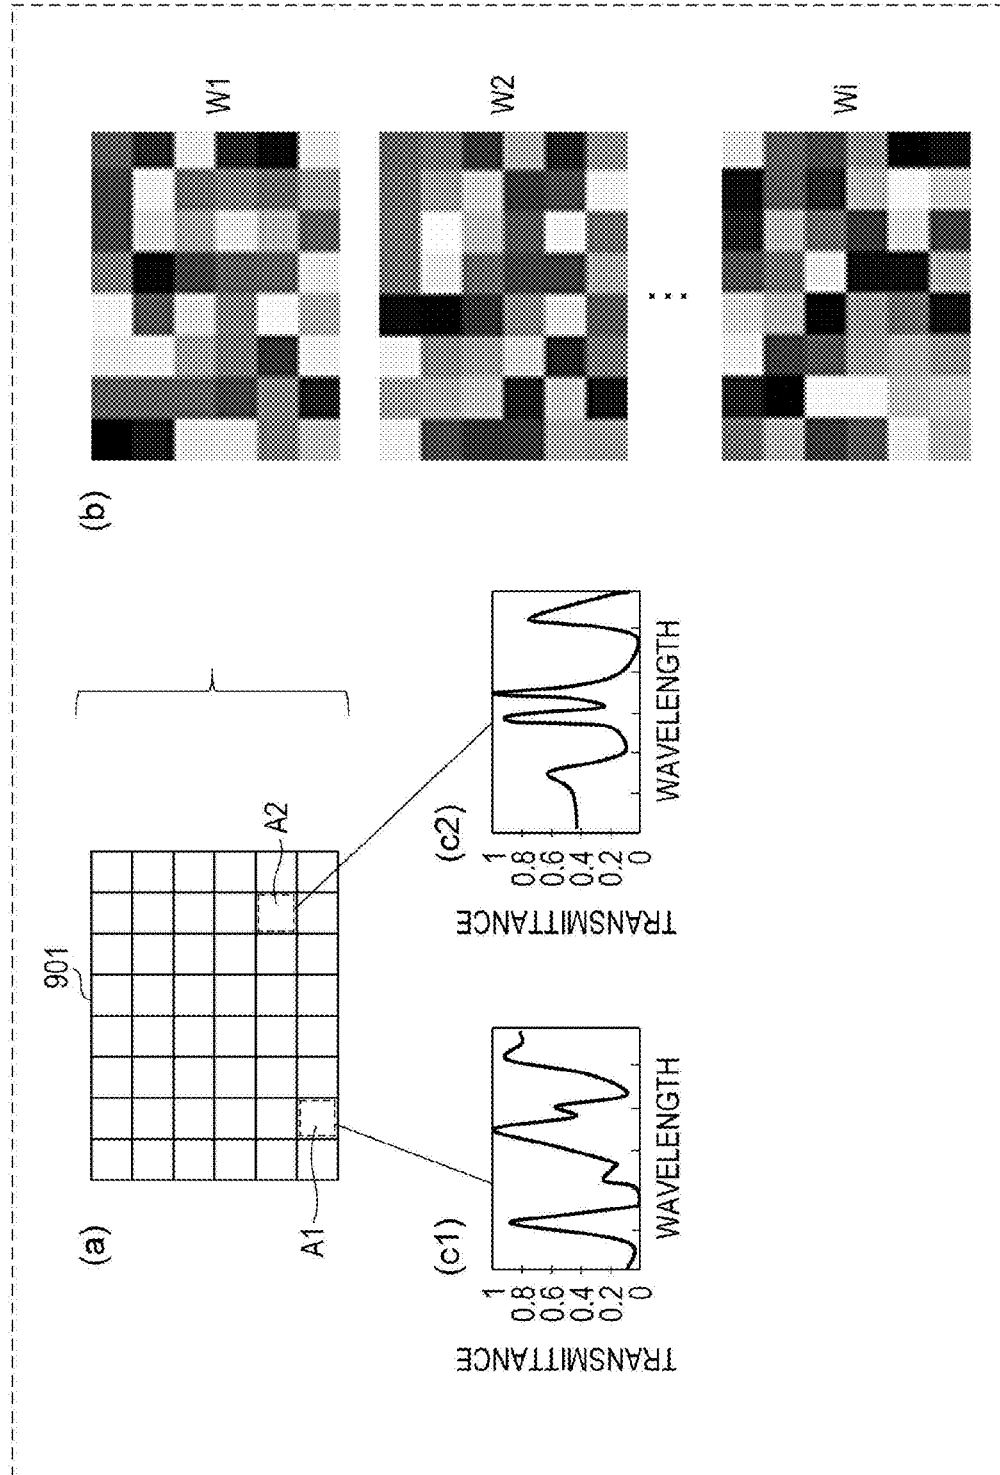 (a)
901
A1
A2
(b)
W1
W2
Wi
(c1)
TRANSMITTANCE
1
0.8
0.6
0.4
0.2
0
WAVELENGTH
(c2)
TRANSMITTANCE
1
0.8
0.6
0.4
0.2
0
WAVELENGTH